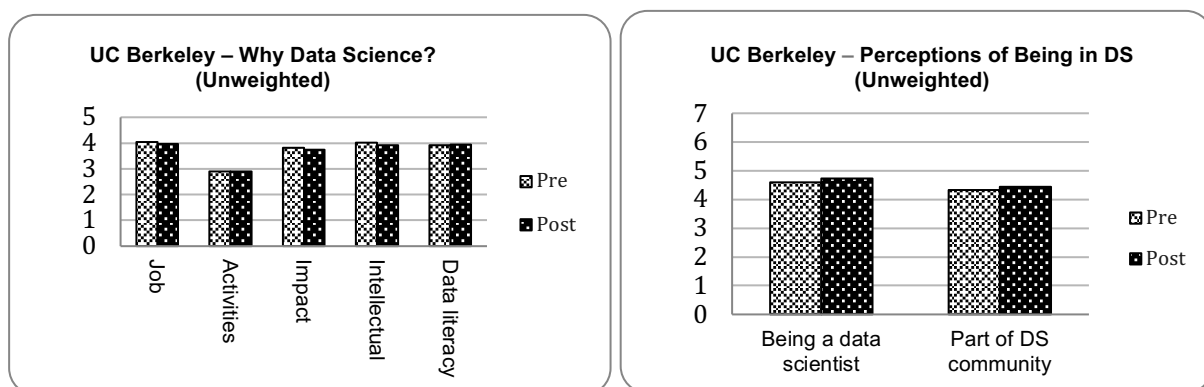 UC Berkeley – Why Data Science?
(Unweighted)
5
4
3
2
1
0
Job
Activities
Impact
Intellectual
Data literacy
Pre
Post
UC Berkeley – Perceptions of Being in DS
(Unweighted)
7
6
5
4
3
2
1
0
Being a data
scientist
Part of DS
community
Pre
Post